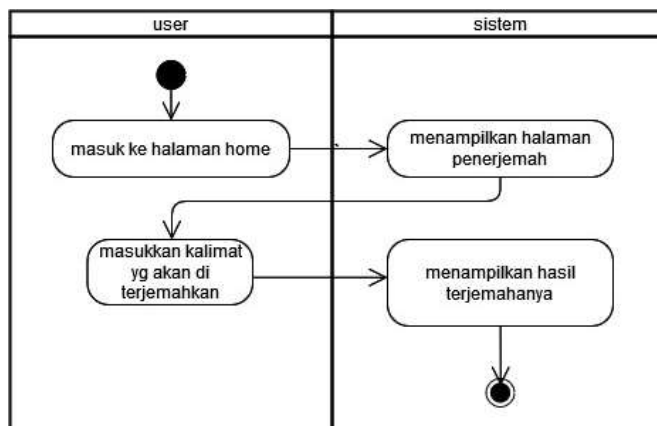 user
sistem
masuk ke halaman home
menampilkan halaman
penerjemah
masukkan kalimat
yg akan di
terjemahkan
menampilkan hasil
terjemahanya